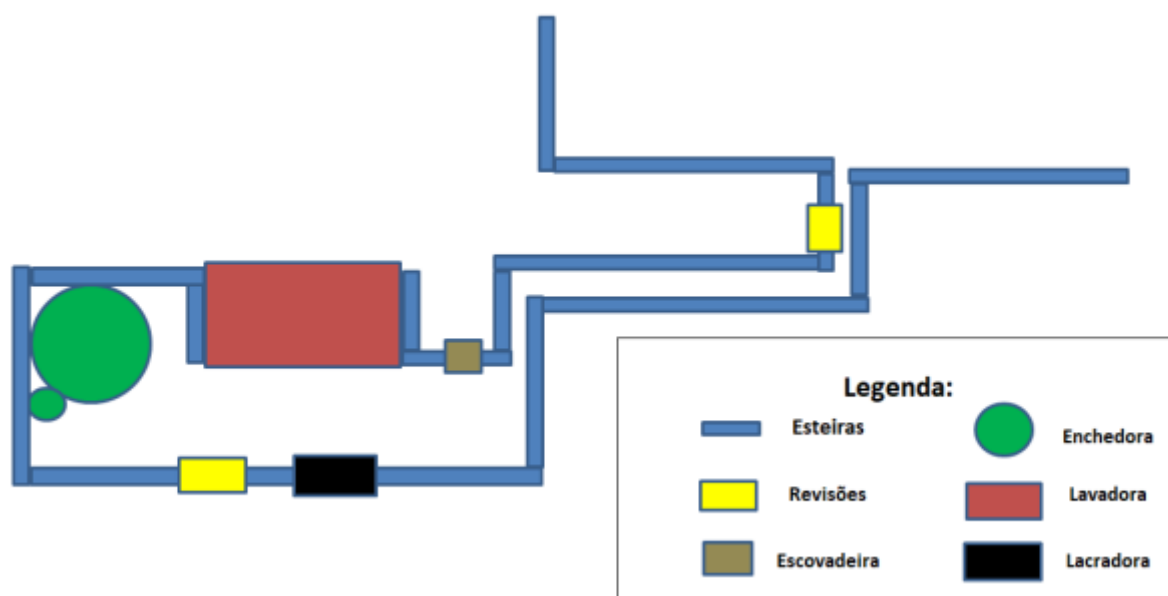 Legenda:
Esteiras
Enchedora
Revisões
Lavadora
Escovadeira
Lacradora